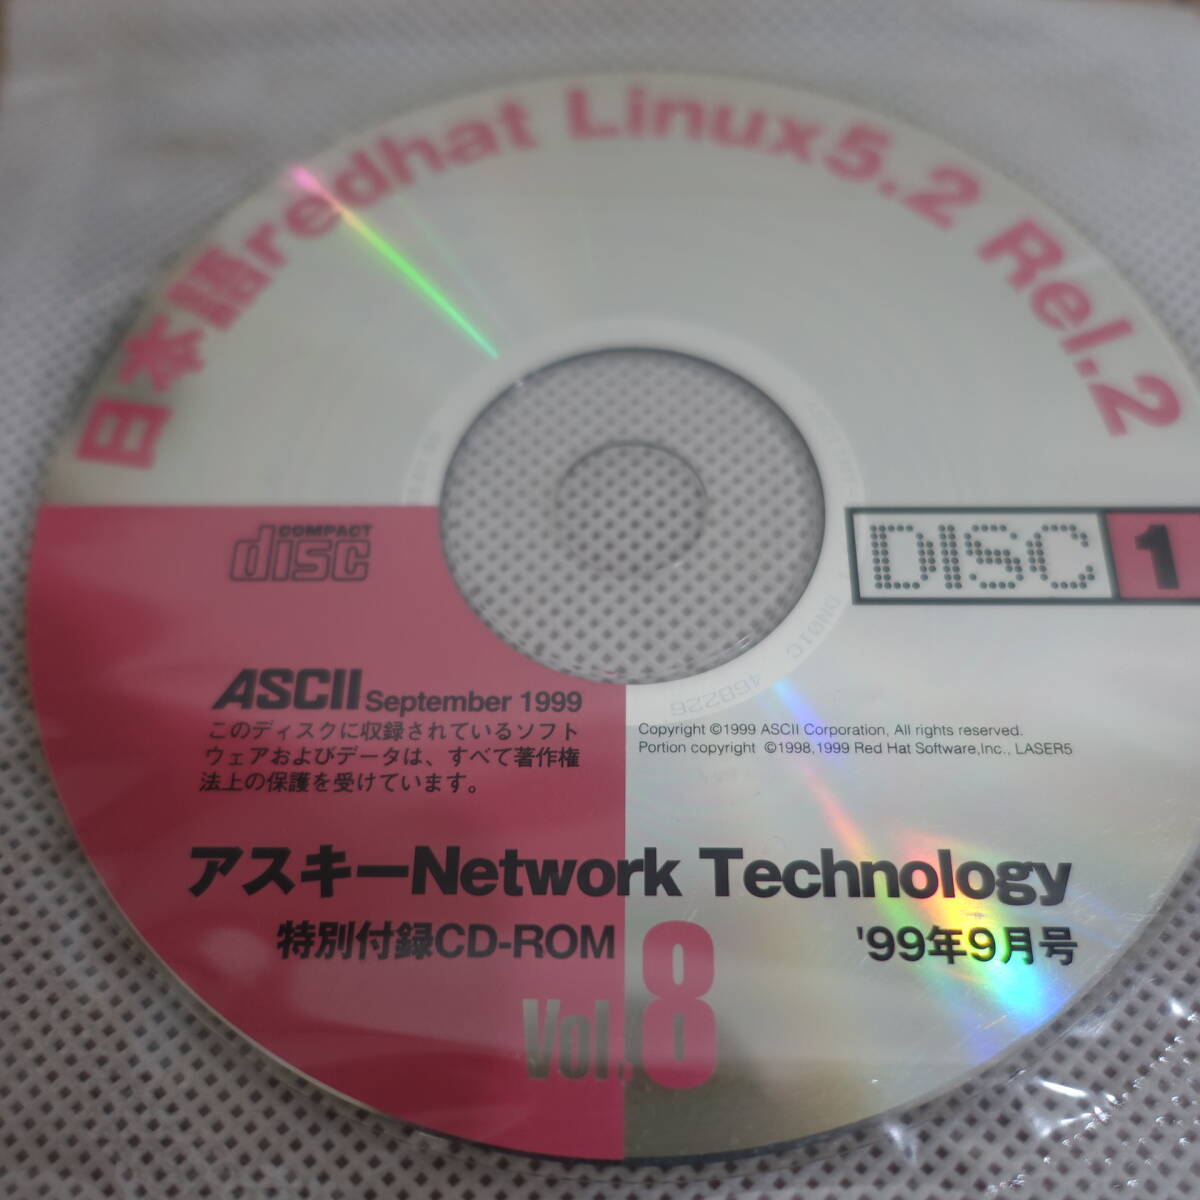 日本語redhat Linux5.2 Rel.2
COMPACT
disc
DISC 1
ASCII September 1999
このディスクに収録されているソフト
ウェアおよびデータは、すべて著作権
法上の保護を受けています。
Copyright ©1999 ASCII Corporation, All rights reserved.
Portion copyright ©1998,1999 Red Hat Software,Inc., LASER5
アスキーNetwork Technology
特別付録CD-ROM
'99年9月号
Vol.8